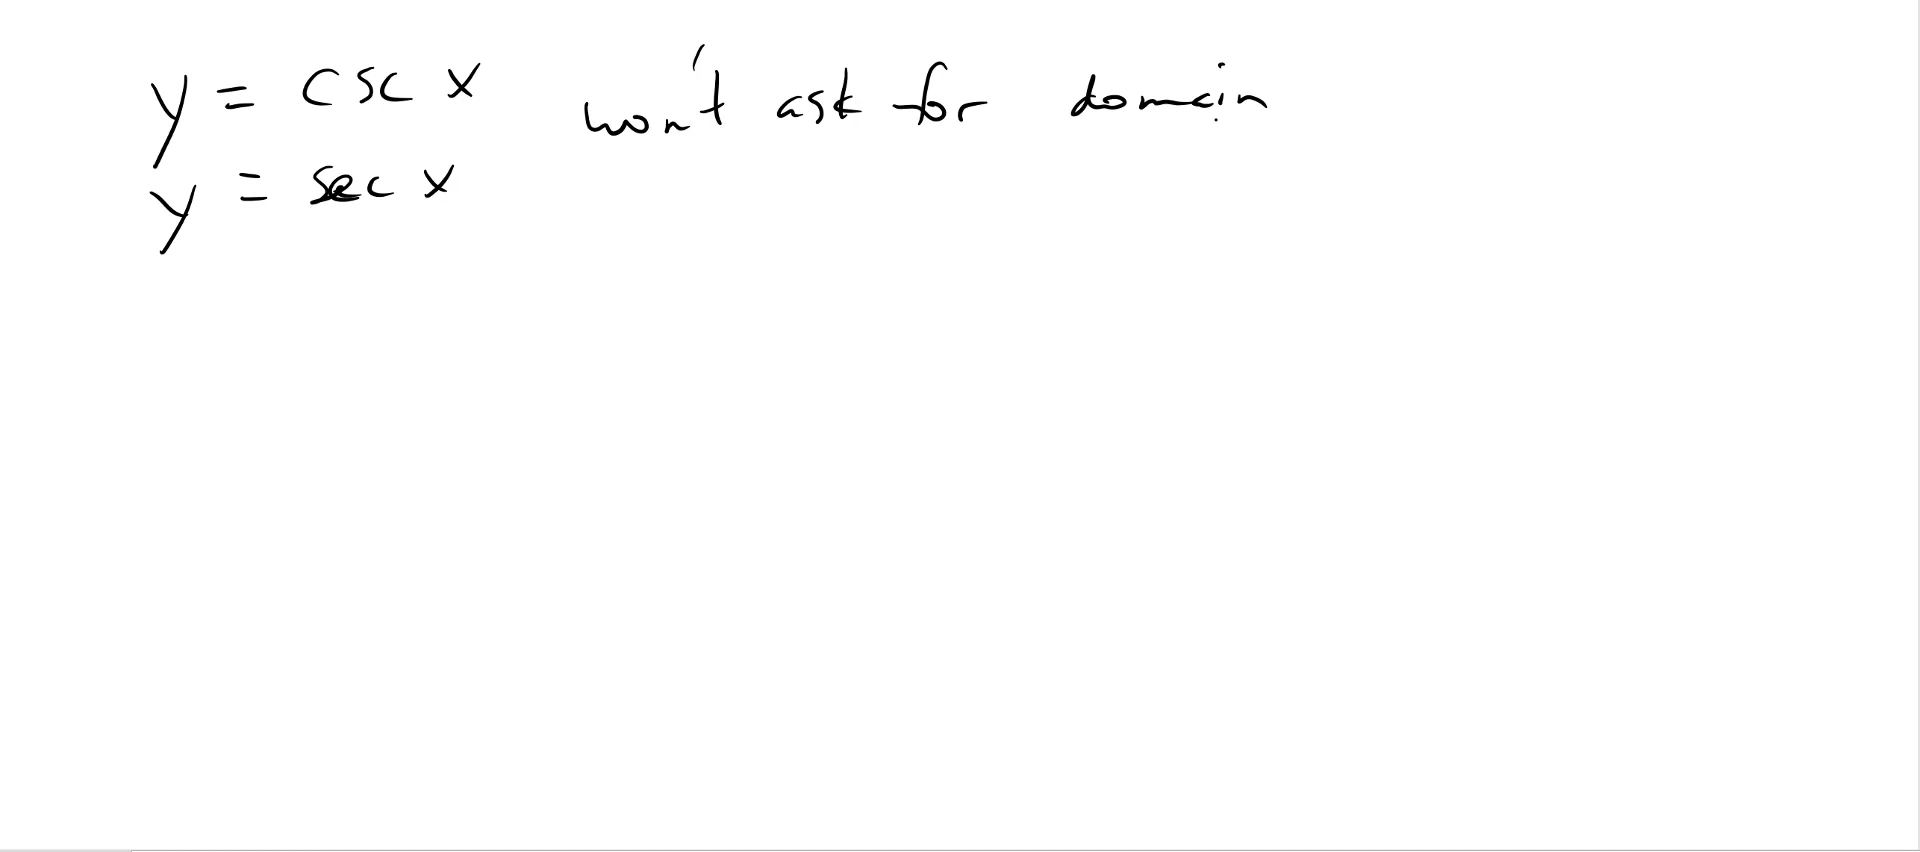 y = csc x won't ask for domain
y = sec x